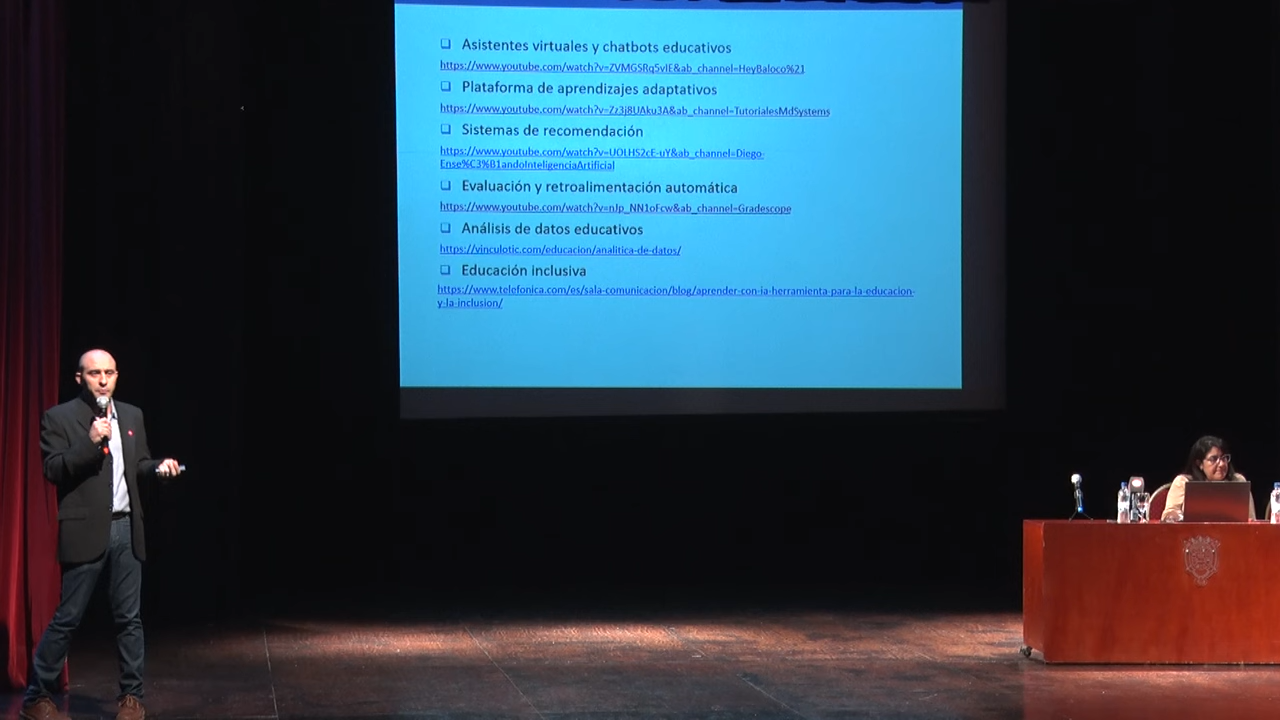 Asistentes virtuales y chatbots educativos
https://www.youtube.com/watch?v=ZVMGSRq5vIE&ab_channel=HeyBaloco%21
Plataforma de aprendizajes adaptativos
https://www.youtube.com/watch?v=Zz3j8UAku3A&ab_channel=TutorialesMdSystems
Sistemas de recomendación
https://www.youtube.com/watch?v=UOLH52cE-uY&ab_channel=Diego-
Ense%C3%B1andoInteligenciaArtificial
Evaluación y retroalimentación automática
https://www.youtube.com/watch?v=nJp_NN1oFcw&ab_channel=Gradescope
Análisis de datos educativos
https://vinculotic.com/educacion/analitica-de-datos/
Educación inclusiva
https://www.telefonica.com/es/sala-comunicacion/blog/aprender-con-ia-herramienta-para-la-educacion-
y-la-inclusion/